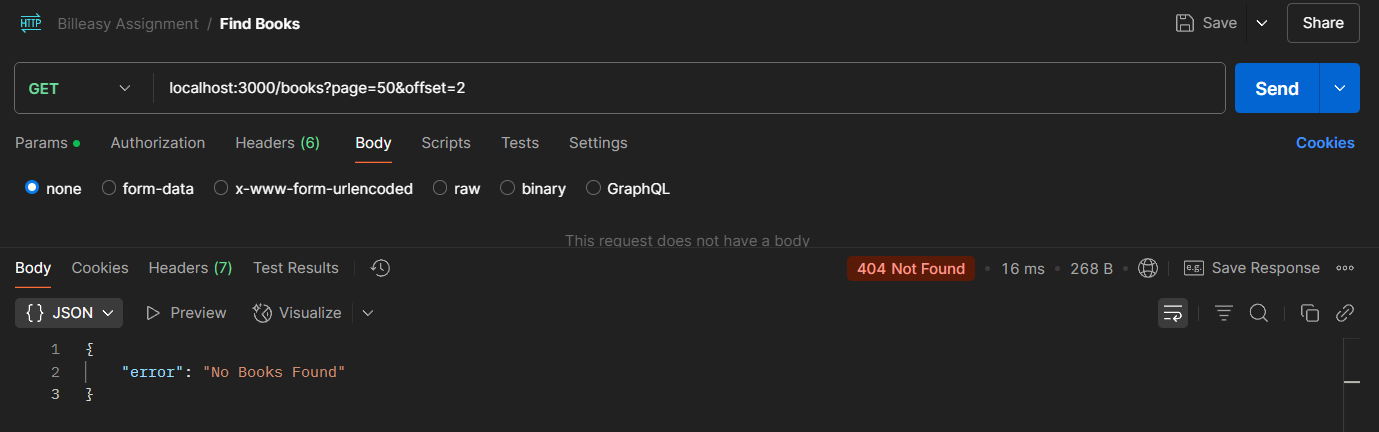 HTTP Billeasy Assignment / Find Books Save Share
GET localhost:3000/books?page=50&offset=2 Send
Params Authorization Headers (6) Body Scripts Tests Settings Cookies
none form-data x-www-form-urlencoded raw binary GraphQL
This request does not have a body
Body Cookies Headers (7) Test Results 404 Not Found • 16 ms • 268 B • e.g. Save Response
{} JSON Preview Visualize
1 {
2 "error": "No Books Found"
3 }